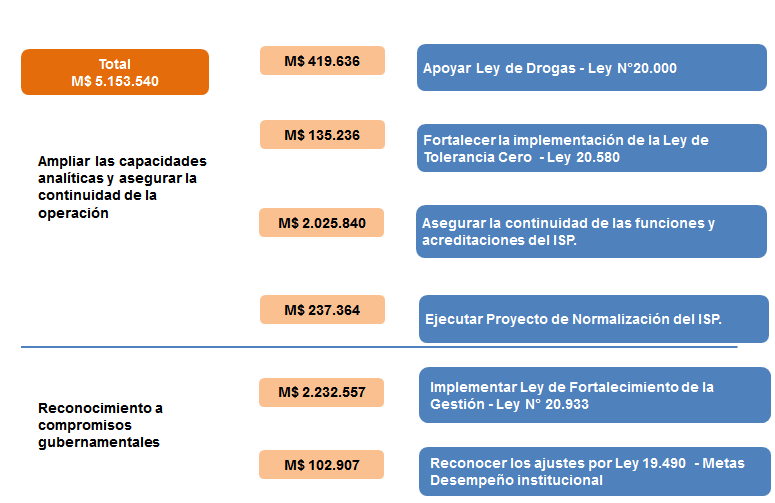 Total
M$ 5.153.540
M$ 419.636
Apoyar Ley de Drogas - Ley N°20.000
Ampliar las capacidades
analíticas y asegurar la
continuidad de la
operación
M$ 135.236
Fortalecer la implementación de la Ley de
Tolerancia Cero - Ley 20.580
M$ 2.025.840
Asegurar la continuidad de las funciones y
acreditaciones del ISP.
M$ 237.364
Ejecutar Proyecto de Normalización del ISP.
Reconocimiento a
compromisos
gubernamentales
M$ 2.232.557
Implementar Ley de Fortalecimiento de la
Gestión - Ley N° 20.933
M$ 102.907
Reconocer los ajustes por Ley 19.490 - Metas
Desempeño institucional